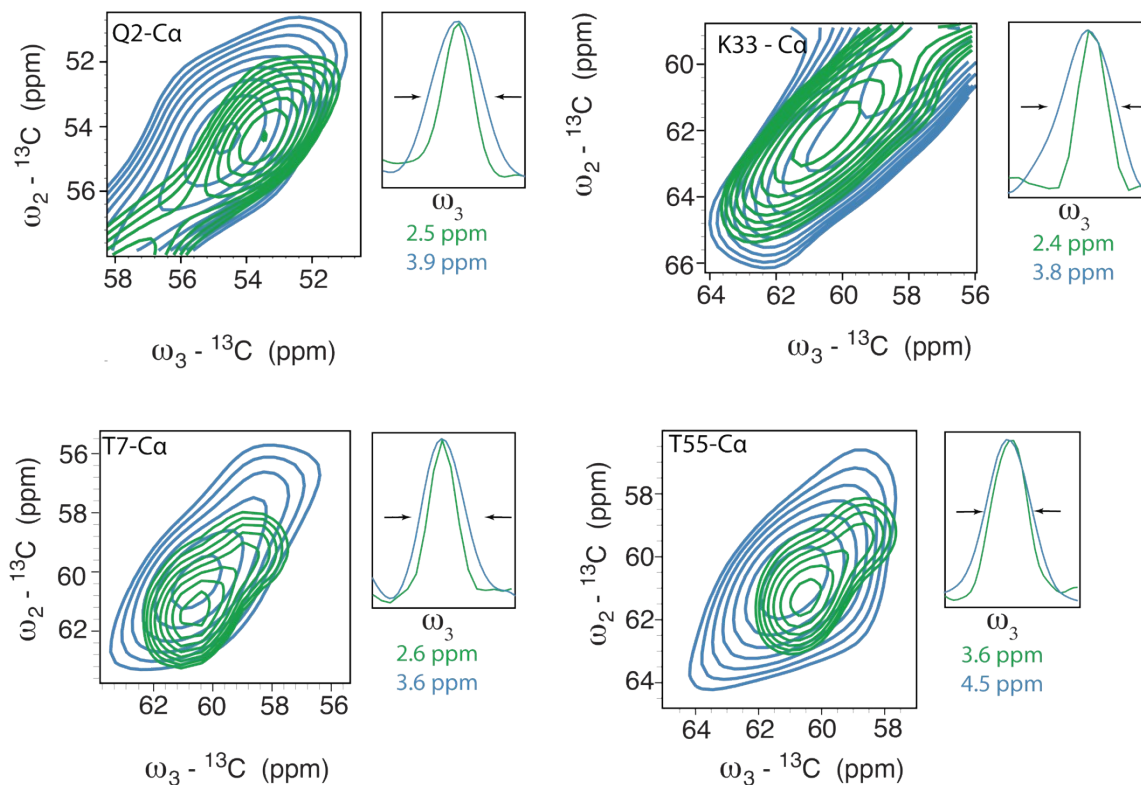 Q2-Cα
52
54
56
ω2 - 13C (ppm)
58 56 54 52
ω3 - 13C (ppm)
ω3
2.5 ppm
3.9 ppm
K33 - Cα
60
62
64
66
ω2 - 13C (ppm)
64 62 60 58 56
ω3 - 13C (ppm)
ω3
2.4 ppm
3.8 ppm
T7-Cα
56
58
60
62
ω2 - 13C (ppm)
62 60 58 56
ω3 - 13C (ppm)
ω3
2.6 ppm
3.6 ppm
T55-Cα
58
60
62
64
ω2 - 13C (ppm)
64 62 60 58
ω3 - 13C (ppm)
ω3
3.6 ppm
4.5 ppm